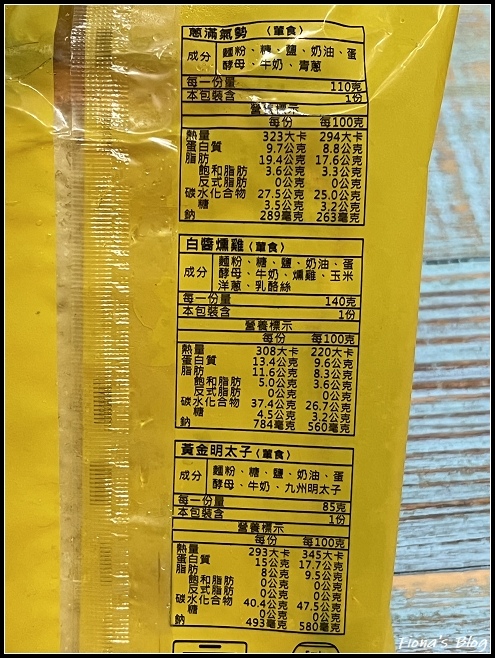 蔥滿氣勢（葷食）
成分 麵粉、糖、鹽、奶油、蛋
酵母、牛奶、青蔥
每一份量 110克
本包裝含 1份
營養標示
每份 每100克
熱量 323大卡 294大卡
蛋白質 9.7公克 8.8公克
脂肪 19.4公克 17.6公克
飽和脂肪 3.6公克 3.3公克
反式脂肪 0公克 0公克
碳水化合物 27.5公克 25.0公克
糖 3.5公克 3.2公克
鈉 289毫克 263毫克
白醬燻雞（葷食）
成分 麵粉、糖、鹽、奶油、蛋
酵母、牛奶、燻雞、玉米
洋蔥、乳酪絲
每一份量 140克
本包裝含 1份
營養標示
每份 每100克
熱量 308大卡 220大卡
蛋白質 13.4公克 9.6公克
脂肪 11.6公克 8.3公克
飽和脂肪 5.0公克 3.6公克
反式脂肪 0公克 0公克
碳水化合物 37.4公克 26.7公克
糖 4.5公克 3.2公克
鈉 784毫克 560毫克
黃金明太子（葷食）
成分 麵粉、糖、鹽、奶油、蛋
酵母、牛奶、九州明太子
每一份量 85克
本包裝含 1份
營養標示
每份 每100克
熱量 293大卡 345大卡
蛋白質 15公克 17.7公克
脂肪 8公克 9.5公克
飽和脂肪 0公克 0公克
反式脂肪 0公克 0公克
碳水化合物 40.4公克 47.5公克
糖 0公克 0公克
鈉 493毫克 580毫克
Fiona's Blog